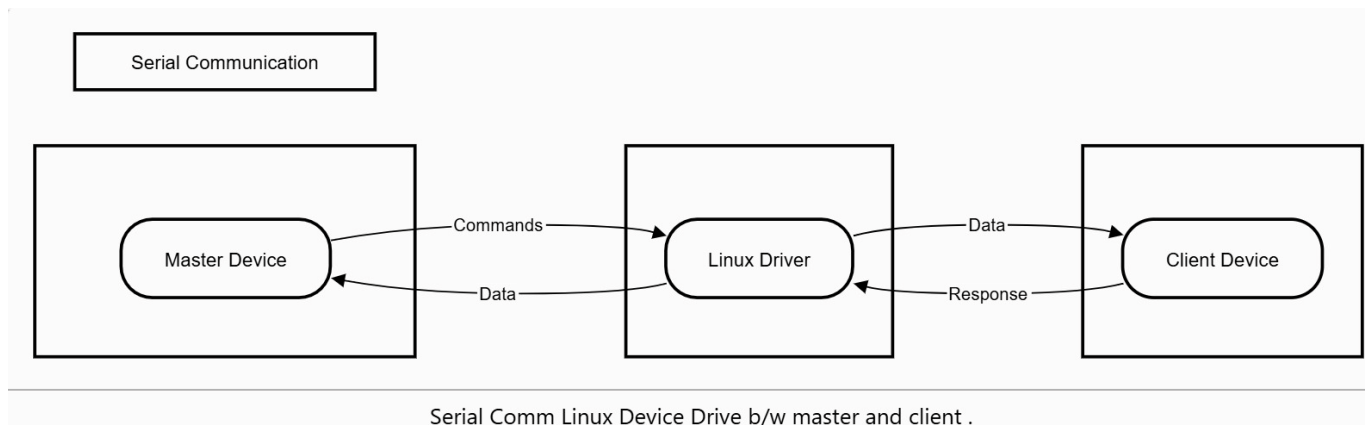 Serial Communication
Commands
Data
Master Device
Linux Driver
Client Device
Data
Response
Serial Comm Linux Device Drive b/w master and client .